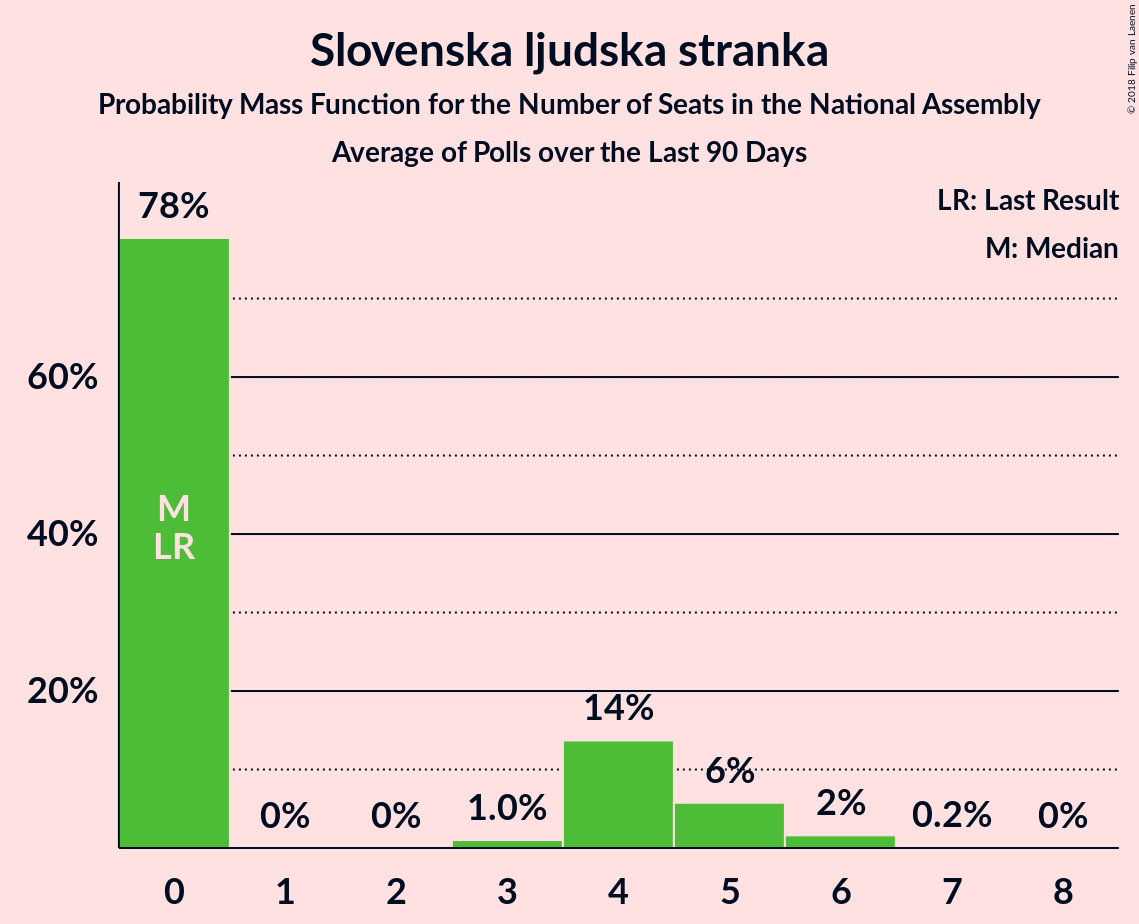 Slovenska ljudska stranka
Probability Mass Function for the Number of Seats in the National Assembly
Average of Polls over the Last 90 Days
© 2018 Filip van Laenen
LR: Last Result
M: Median
78%
60%
40%
20%
M
LR
0%
0%
1.0%
14%
6%
2%
0.2%
0%
0 1 2 3 4 5 6 7 8